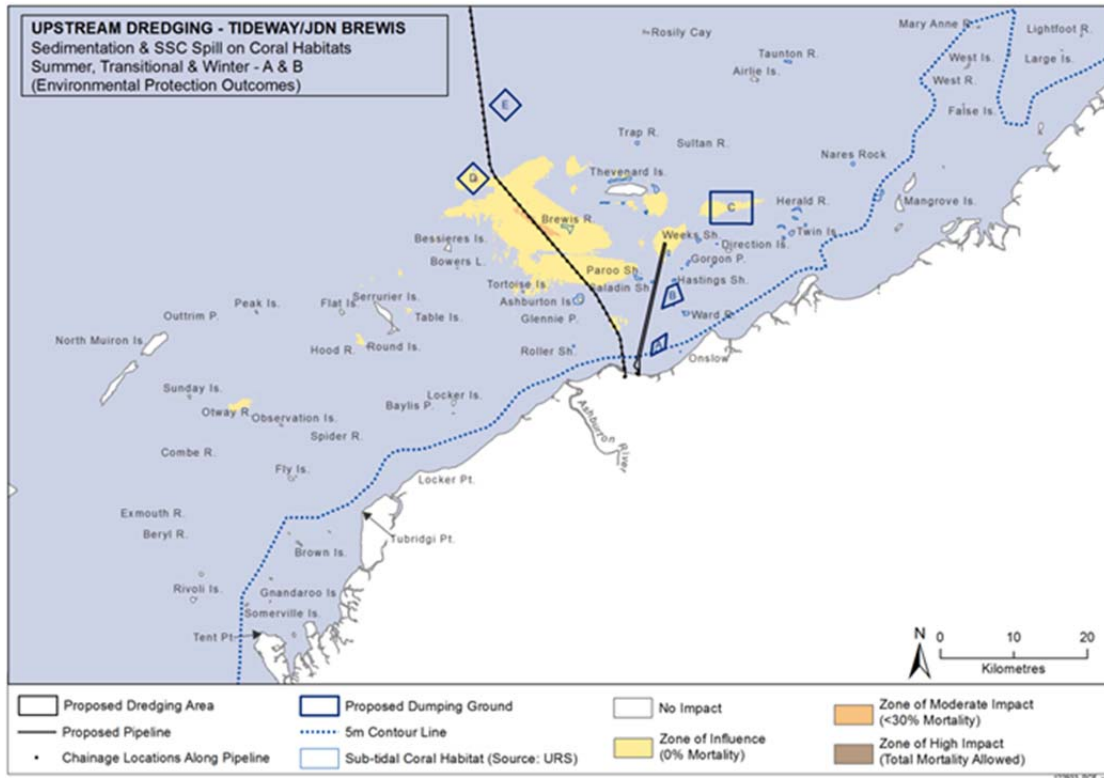 UPSTREAM DREDGING - TIDEWAY/JDN BREWIS
Sedimentation & SSC Spill on Coral Habitats
Summer, Transitional & Winter - A & B
(Environmental Protection Outcomes)
Rosily Cay
Mary Anne R.
Lightfoot R.
Taunton R.
Airlie Is.
West Is.
Large Is.
West R.
False Is.
E
Trap R.
Sultan R.
Nares Rock
D
Thevenard Is.
C
Herald R.
Mangrove Is.
Brewis R.
Bessieres Is.
Weeks Sh.
Twin Is.
Direction Is.
Bowers L.
Gorgon P.
Paroo Sh.
Tortoise Is.
Paladin Sh.
Hastings Sh.
Ashburton Is.
B
Peak Is.
Flat Is.
Serrurier Is.
Outtrim P.
Table Is.
Glennie P.
Ward R.
North Muiron Is.
Hood R.
Round Is.
Roller Sh.
A
Onslow
Sunday Is.
Locker Is.
Otway R.
Observation Is.
Baylis P.
Ashburton River
Spider R.
Combe R.
Fly Is.
Locker Pt.
Exmouth R.
Beryl R.
Tubridgi Pt.
Brown Is.
Rivoli Is.
Gnandaroo Is
Somerville Is.
Tent Pt.
N
0 10 20
Kilometres
Proposed Dredging Area
Proposed Pipeline
Chainage Locations Along Pipeline
Proposed Dumping Ground
5m Contour Line
Sub-tidal Coral Habitat (Source: URS)
No Impact
Zone of Influence
(0% Mortality)
Zone of Moderate Impact
(<30% Mortality)
Zone of High Impact
(Total Mortality Allowed)